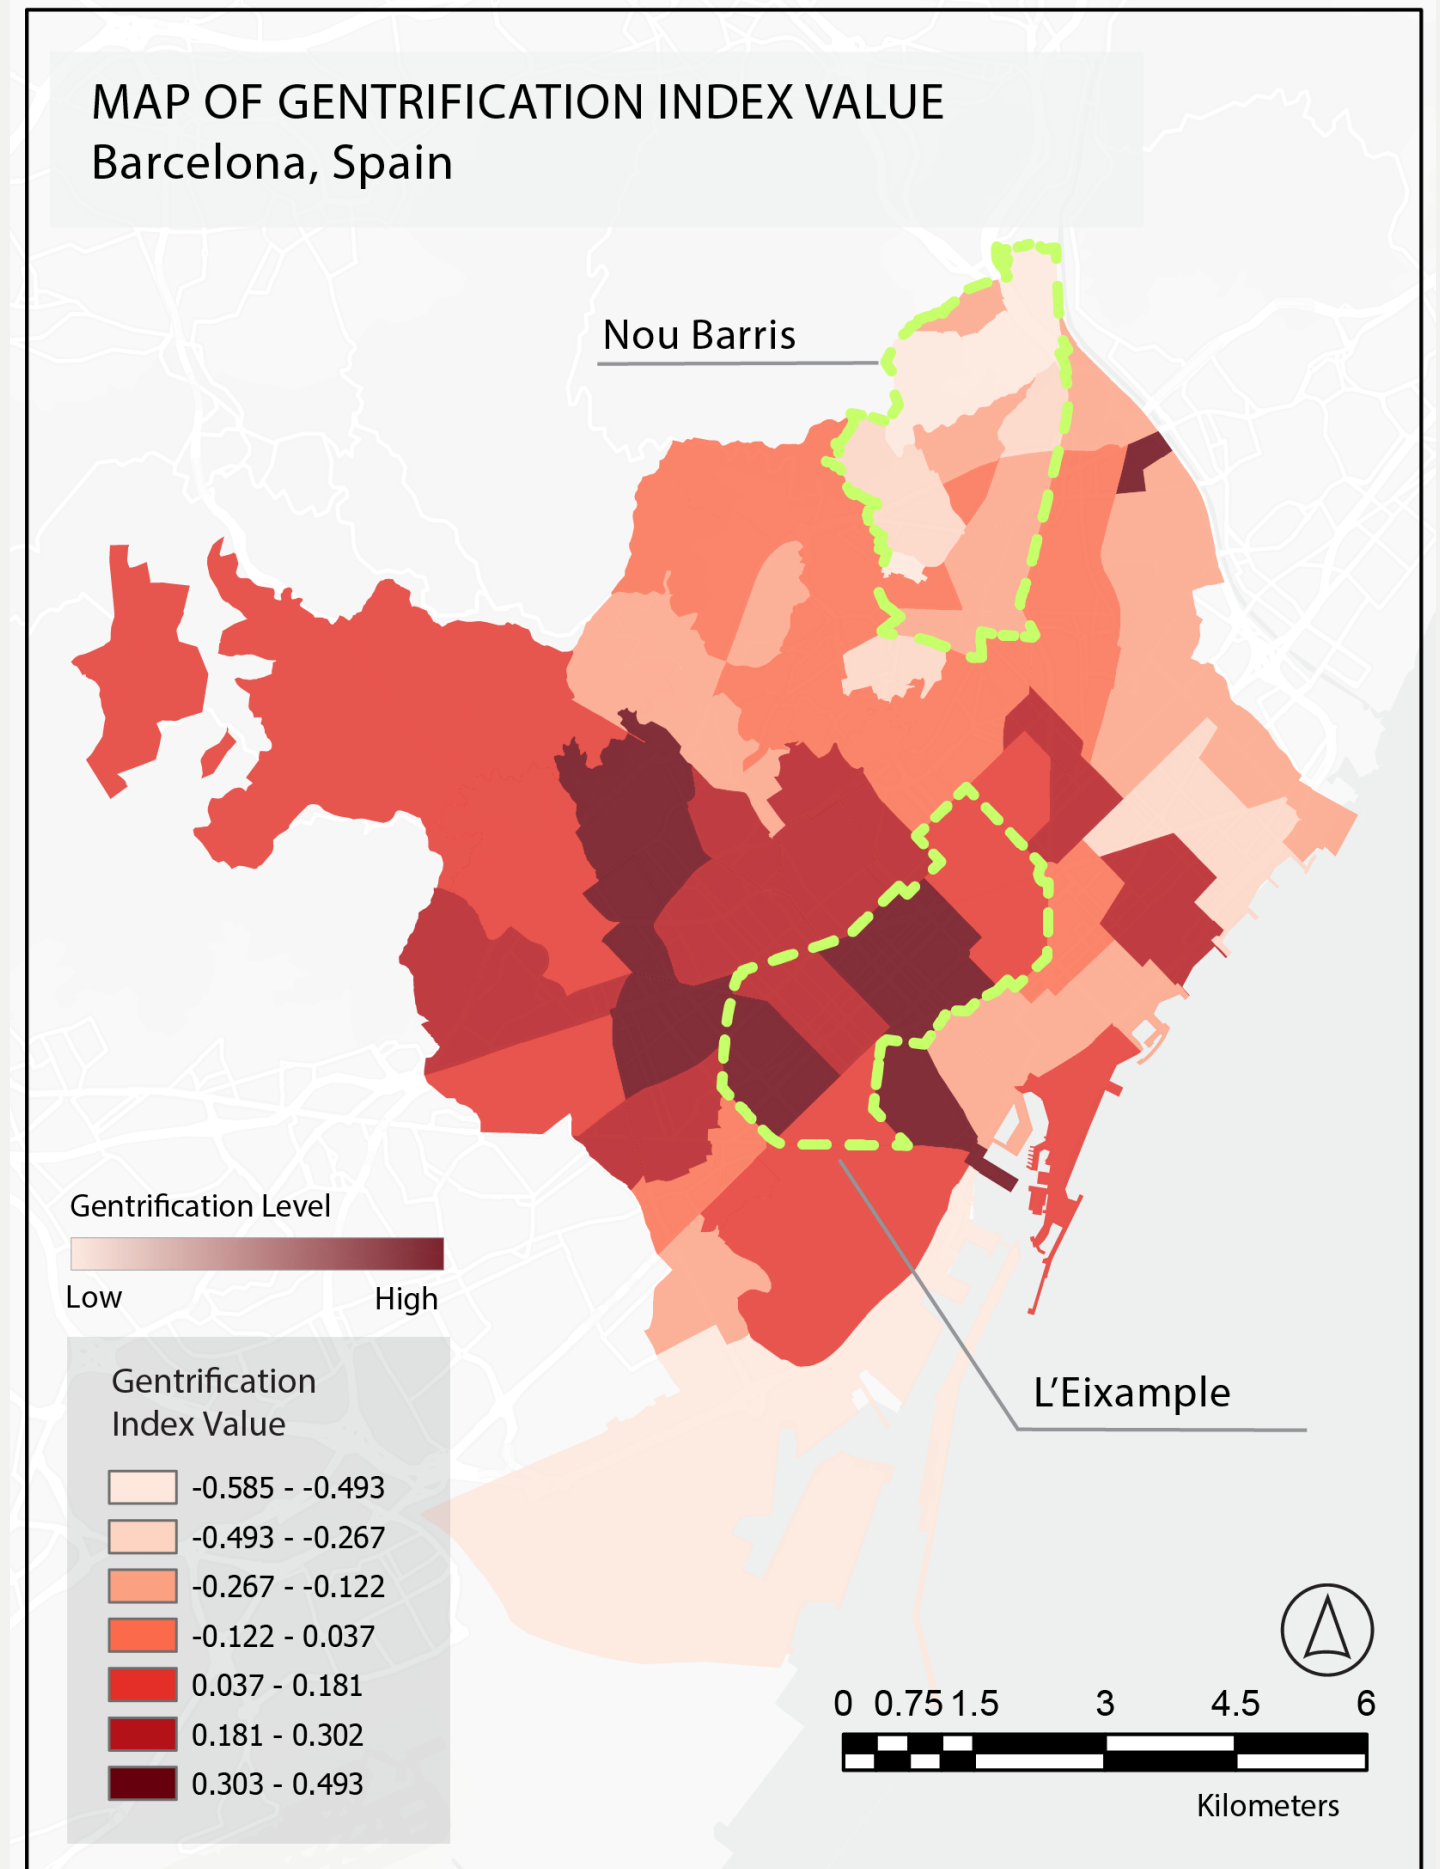 MAP OF GENTRIFICATION INDEX VALUE
Barcelona, Spain
Nou Barris
Gentrification Level
Low High
L'Eixample
Gentrification
Index Value
-0.585 - -0.493
-0.493 - -0.267
-0.267 - -0.122
-0.122 - 0.037
0.037 - 0.181
0.181 - 0.302
0.303 - 0.493
0 0.75 1.5 3 4.5 6
Kilometers